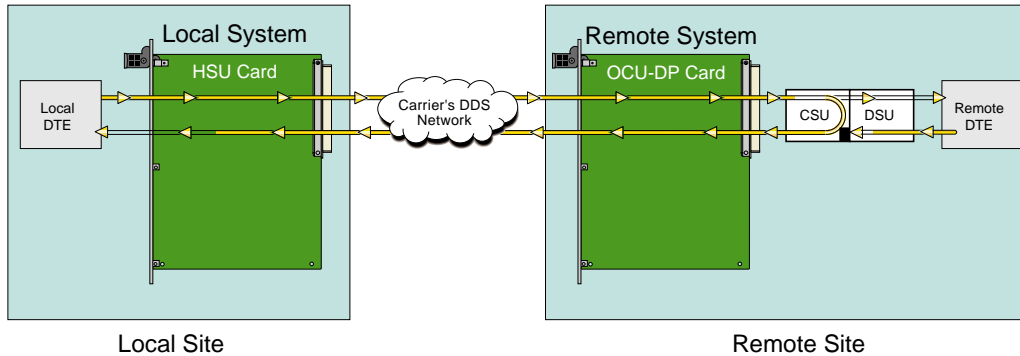 Local System
Remote System
HSU Card
OCU-DP Card
Local
DTE
Carrier's DDS
Network
CSU
DSU
Remote
DTE
Local Site
Remote Site